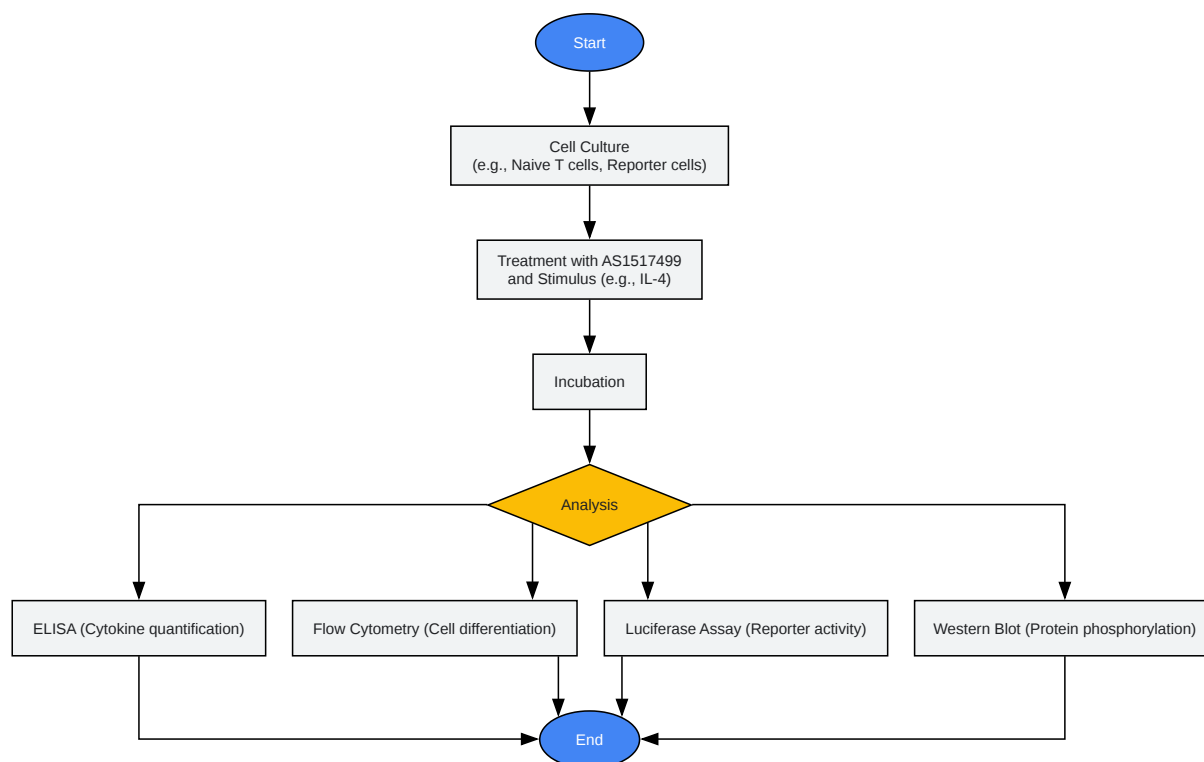 Start
Cell Culture
(e.g., Naive T cells, Reporter cells)
Treatment with AS1517499
and Stimulus (e.g., IL-4)
Incubation
Analysis
ELISA (Cytokine quantification)
Flow Cytometry (Cell differentiation)
Luciferase Assay (Reporter activity)
Western Blot (Protein phosphorylation)
End